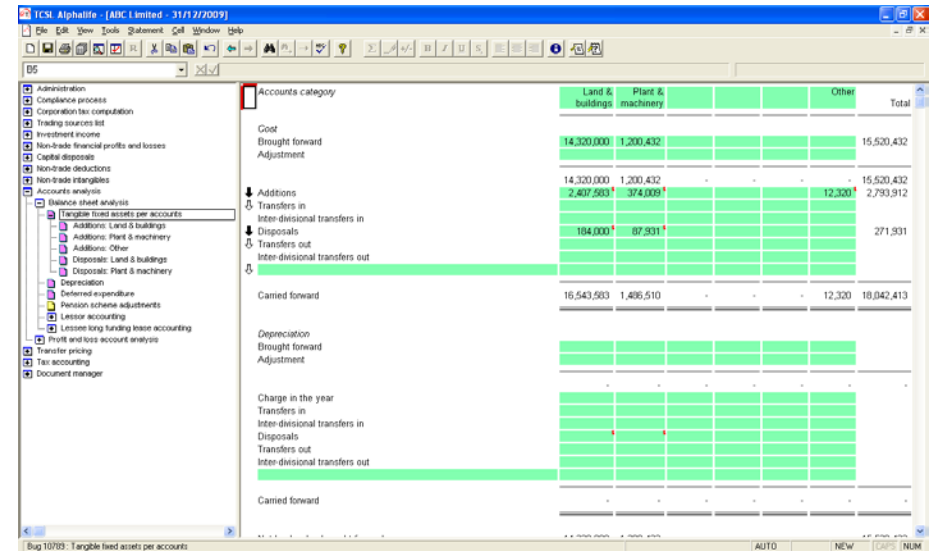 TCSL Alphalife - [ABC Limited - 31/12/2009]
File Edit View Tools Statement Cell Window Help
R Σ +/- B I U S
B5
Administration
Compliance process
Corporation tax computation
Trading sources list
Investment income
Non-trade financial profits and losses
Capital disposals
Non-trade deductions
Non-trade intangibles
Accounts analysis
Balance sheet analysis
Tangible fixed assets per accounts
Additions: Land & buildings
Additions: Plant & machinery
Additions: Other
Disposals: Land & buildings
Disposals: Plant & machinery
Depreciation
Deferred expenditure
Pension scheme adjustments
Lessor accounting
Lessee long funding lease accounting
Profit and loss account analysis
Transfer pricing
Tax accounting
Document manager
Accounts category Land & Plant & Other
buildings machinery Total
Cost
Brought forward 14,320,000 1,200,432 15,520,432
Adjustment
14,320,000 1,200,432 - - - 15,520,432
Additions 2,407,583 374,009 12,320 2,793,912
Transfers in
Inter-divisional transfers in
Disposals 184,000 87,931 271,931
Transfers out
Inter-divisional transfers out
Carried forward 16,543,583 1,486,510 - - 12,320 18,042,413
Depreciation
Brought forward
Adjustment
- - - - - -
Charge in the year
Transfers in
Inter-divisional transfers in
Disposals
Transfers out
Inter-divisional transfers out
Carried forward - - - - - -
Bug 10789 : Tangible fixed assets per accounts AUTO NEW CAPS NUM